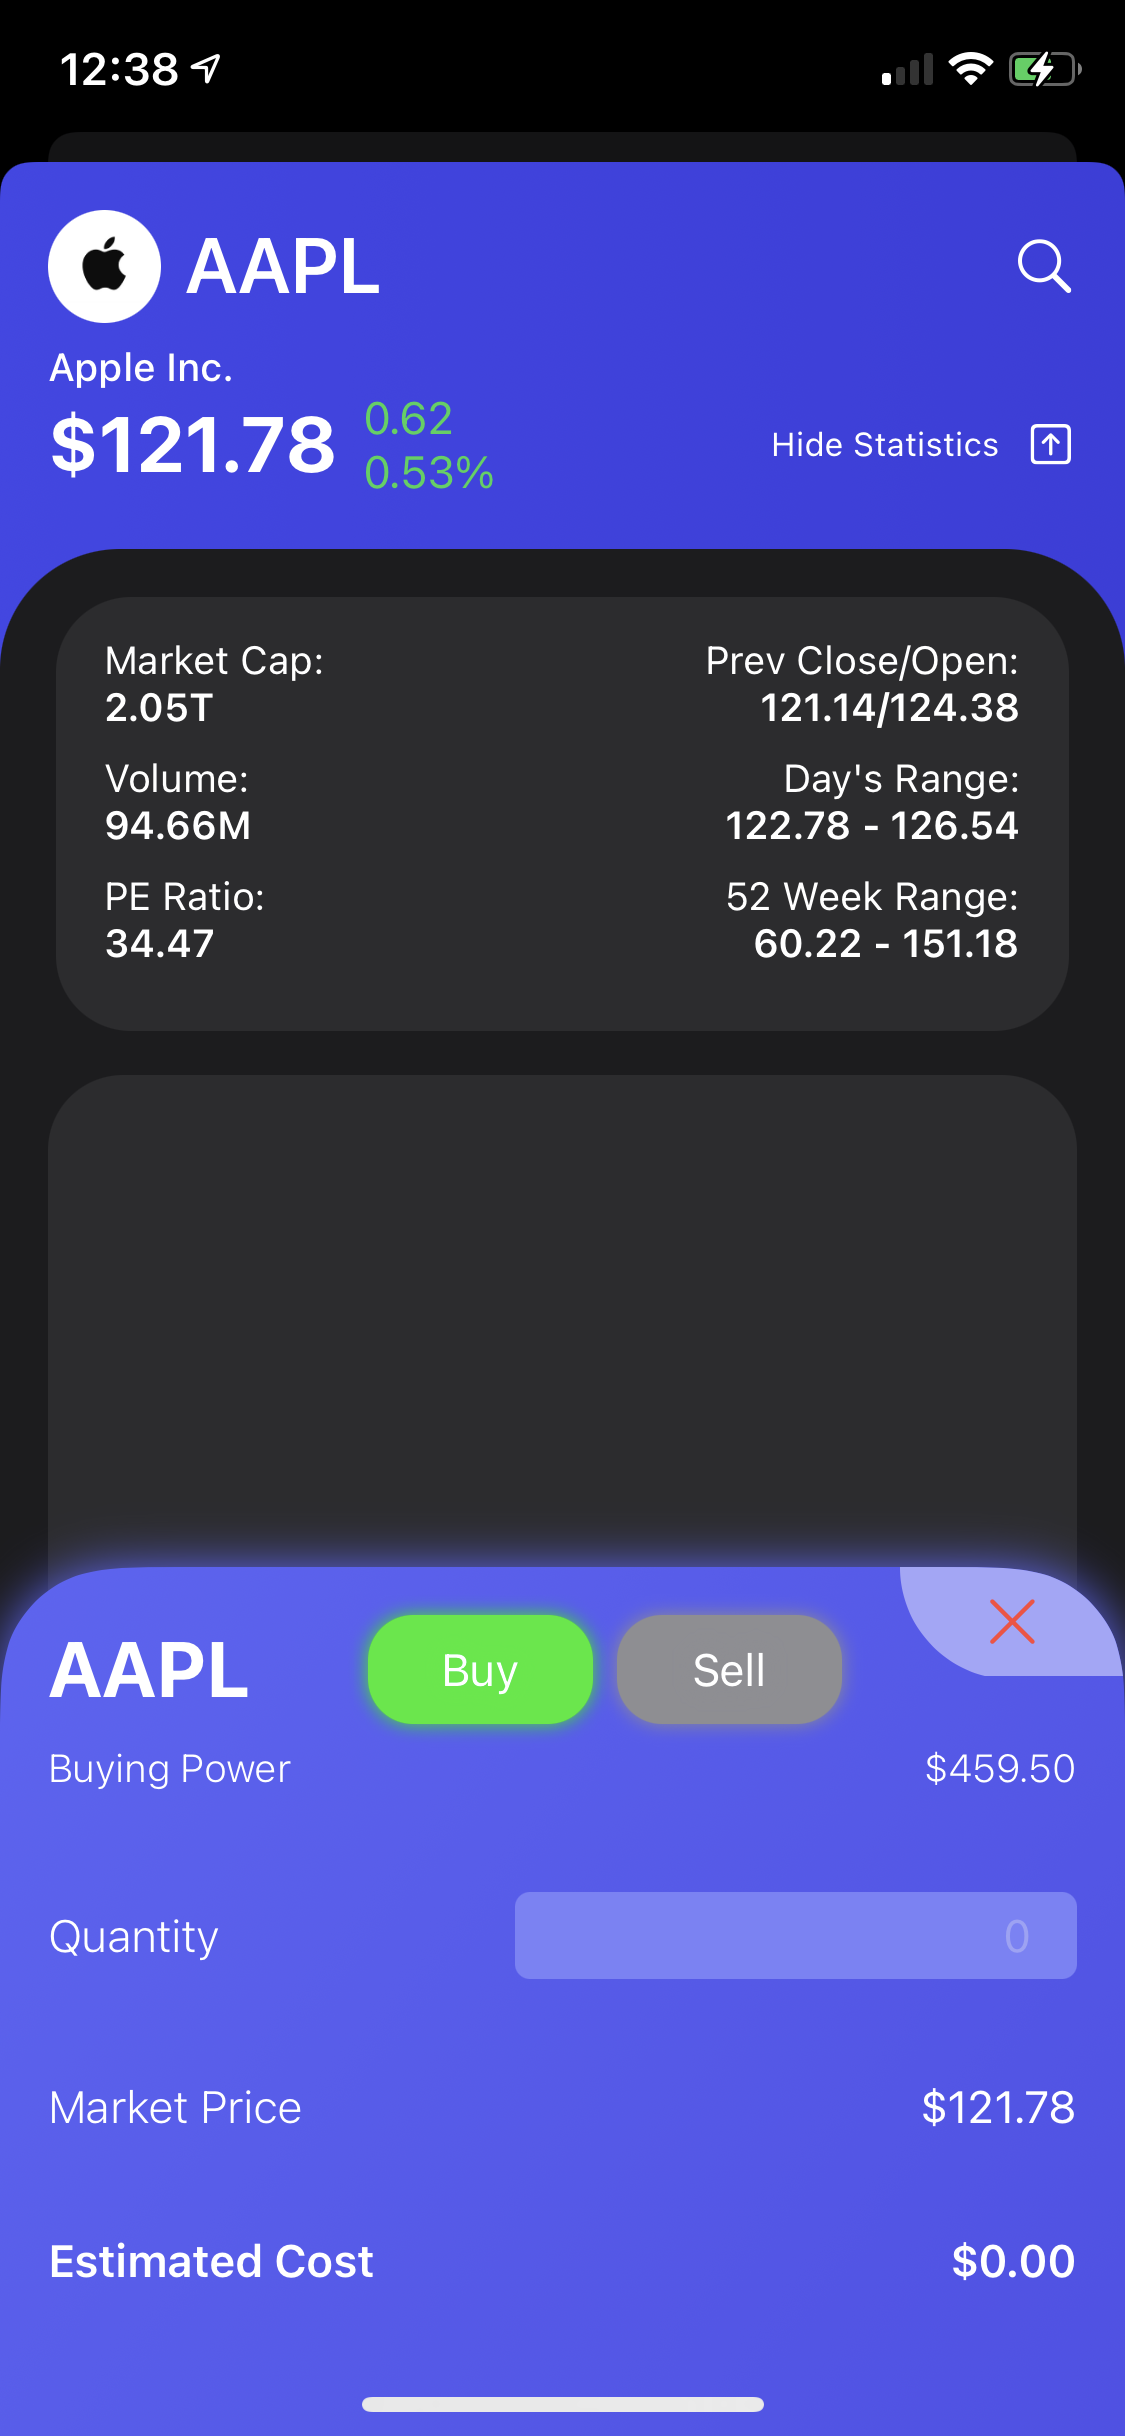 12:38
AAPL
Apple Inc.
$121.78
0.62
0.53%
Hide Statistics
Market Cap:
2.05T
Prev Close/Open:
121.14/124.38
Volume:
94.66M
Day's Range:
122.78 - 126.54
PE Ratio:
34.47
52 Week Range:
60.22 - 151.18
AAPL
Buy
Sell
Buying Power
$459.50
Quantity
0
Market Price
$121.78
Estimated Cost
$0.00